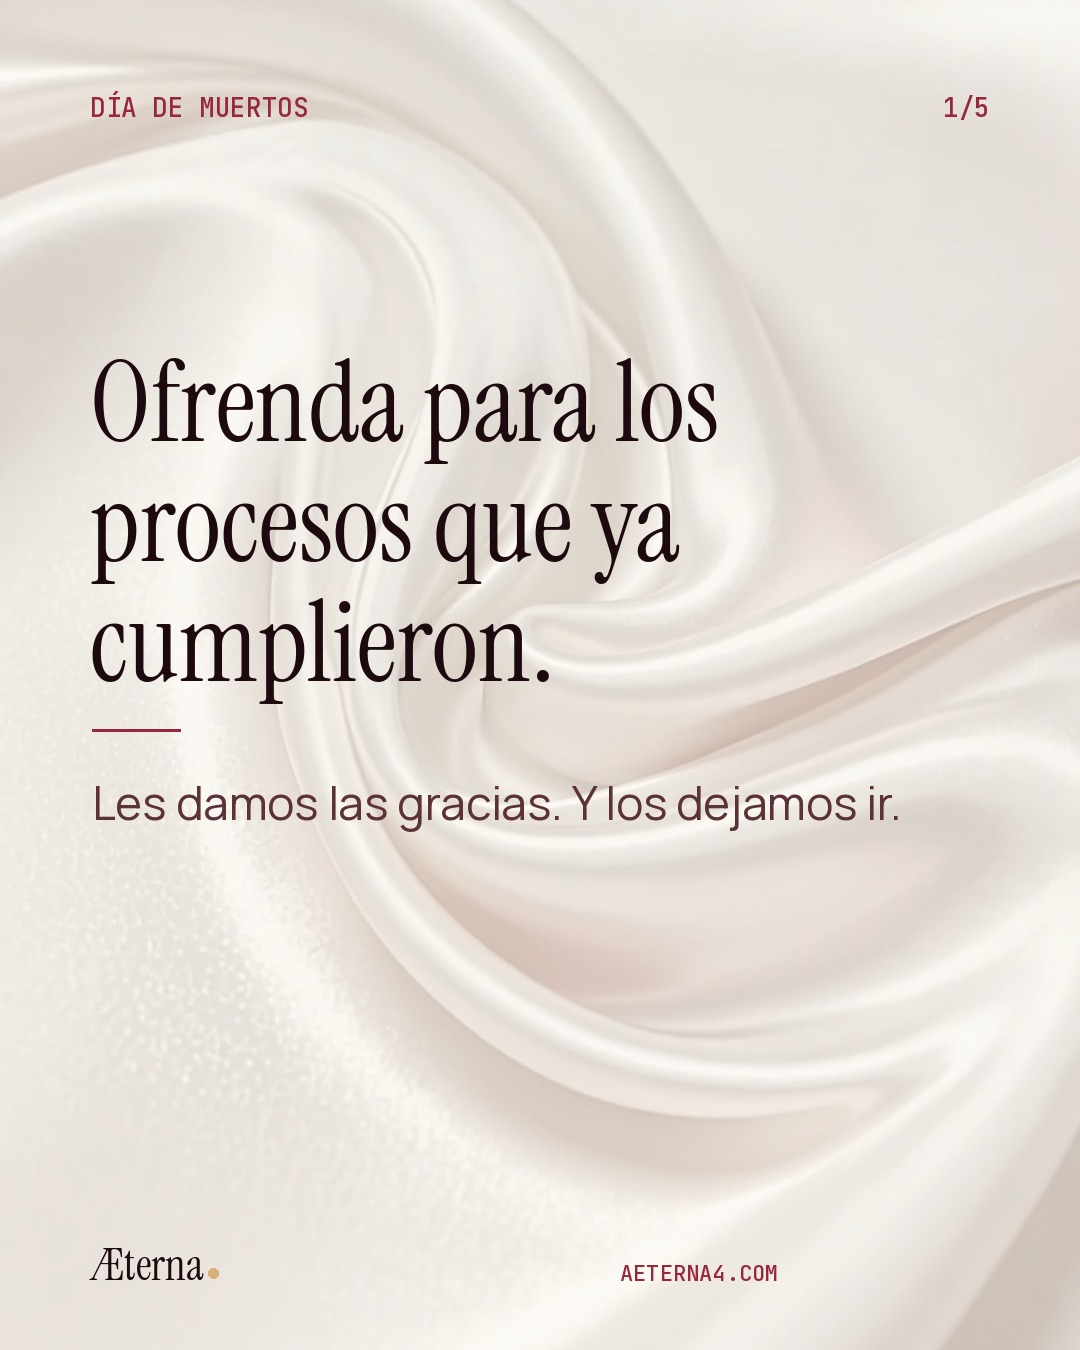 DÍA DE MUERTOS
1/5
Ofrenda para los
procesos que ya
cumplieron.
Les damos las gracias. Y los dejamos ir.
Æterna
AETERNA4.COM